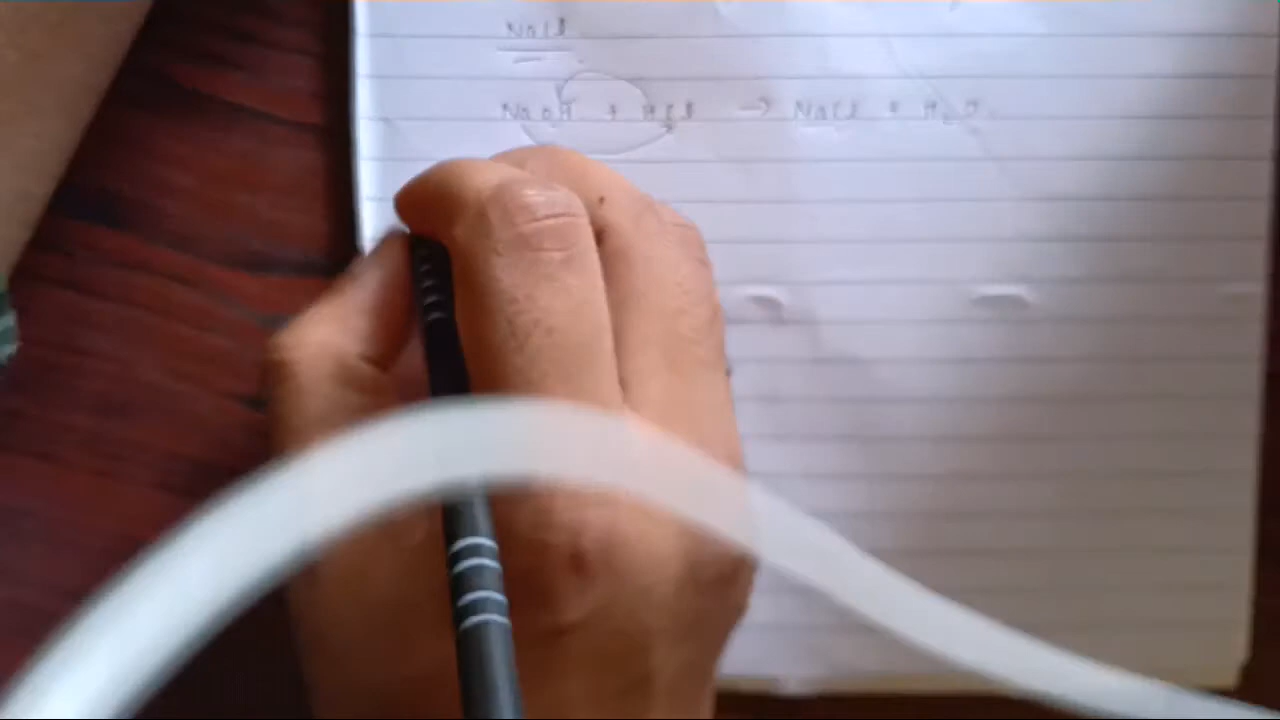 NaCl
NaOH + HCl → NaCl + H₂O